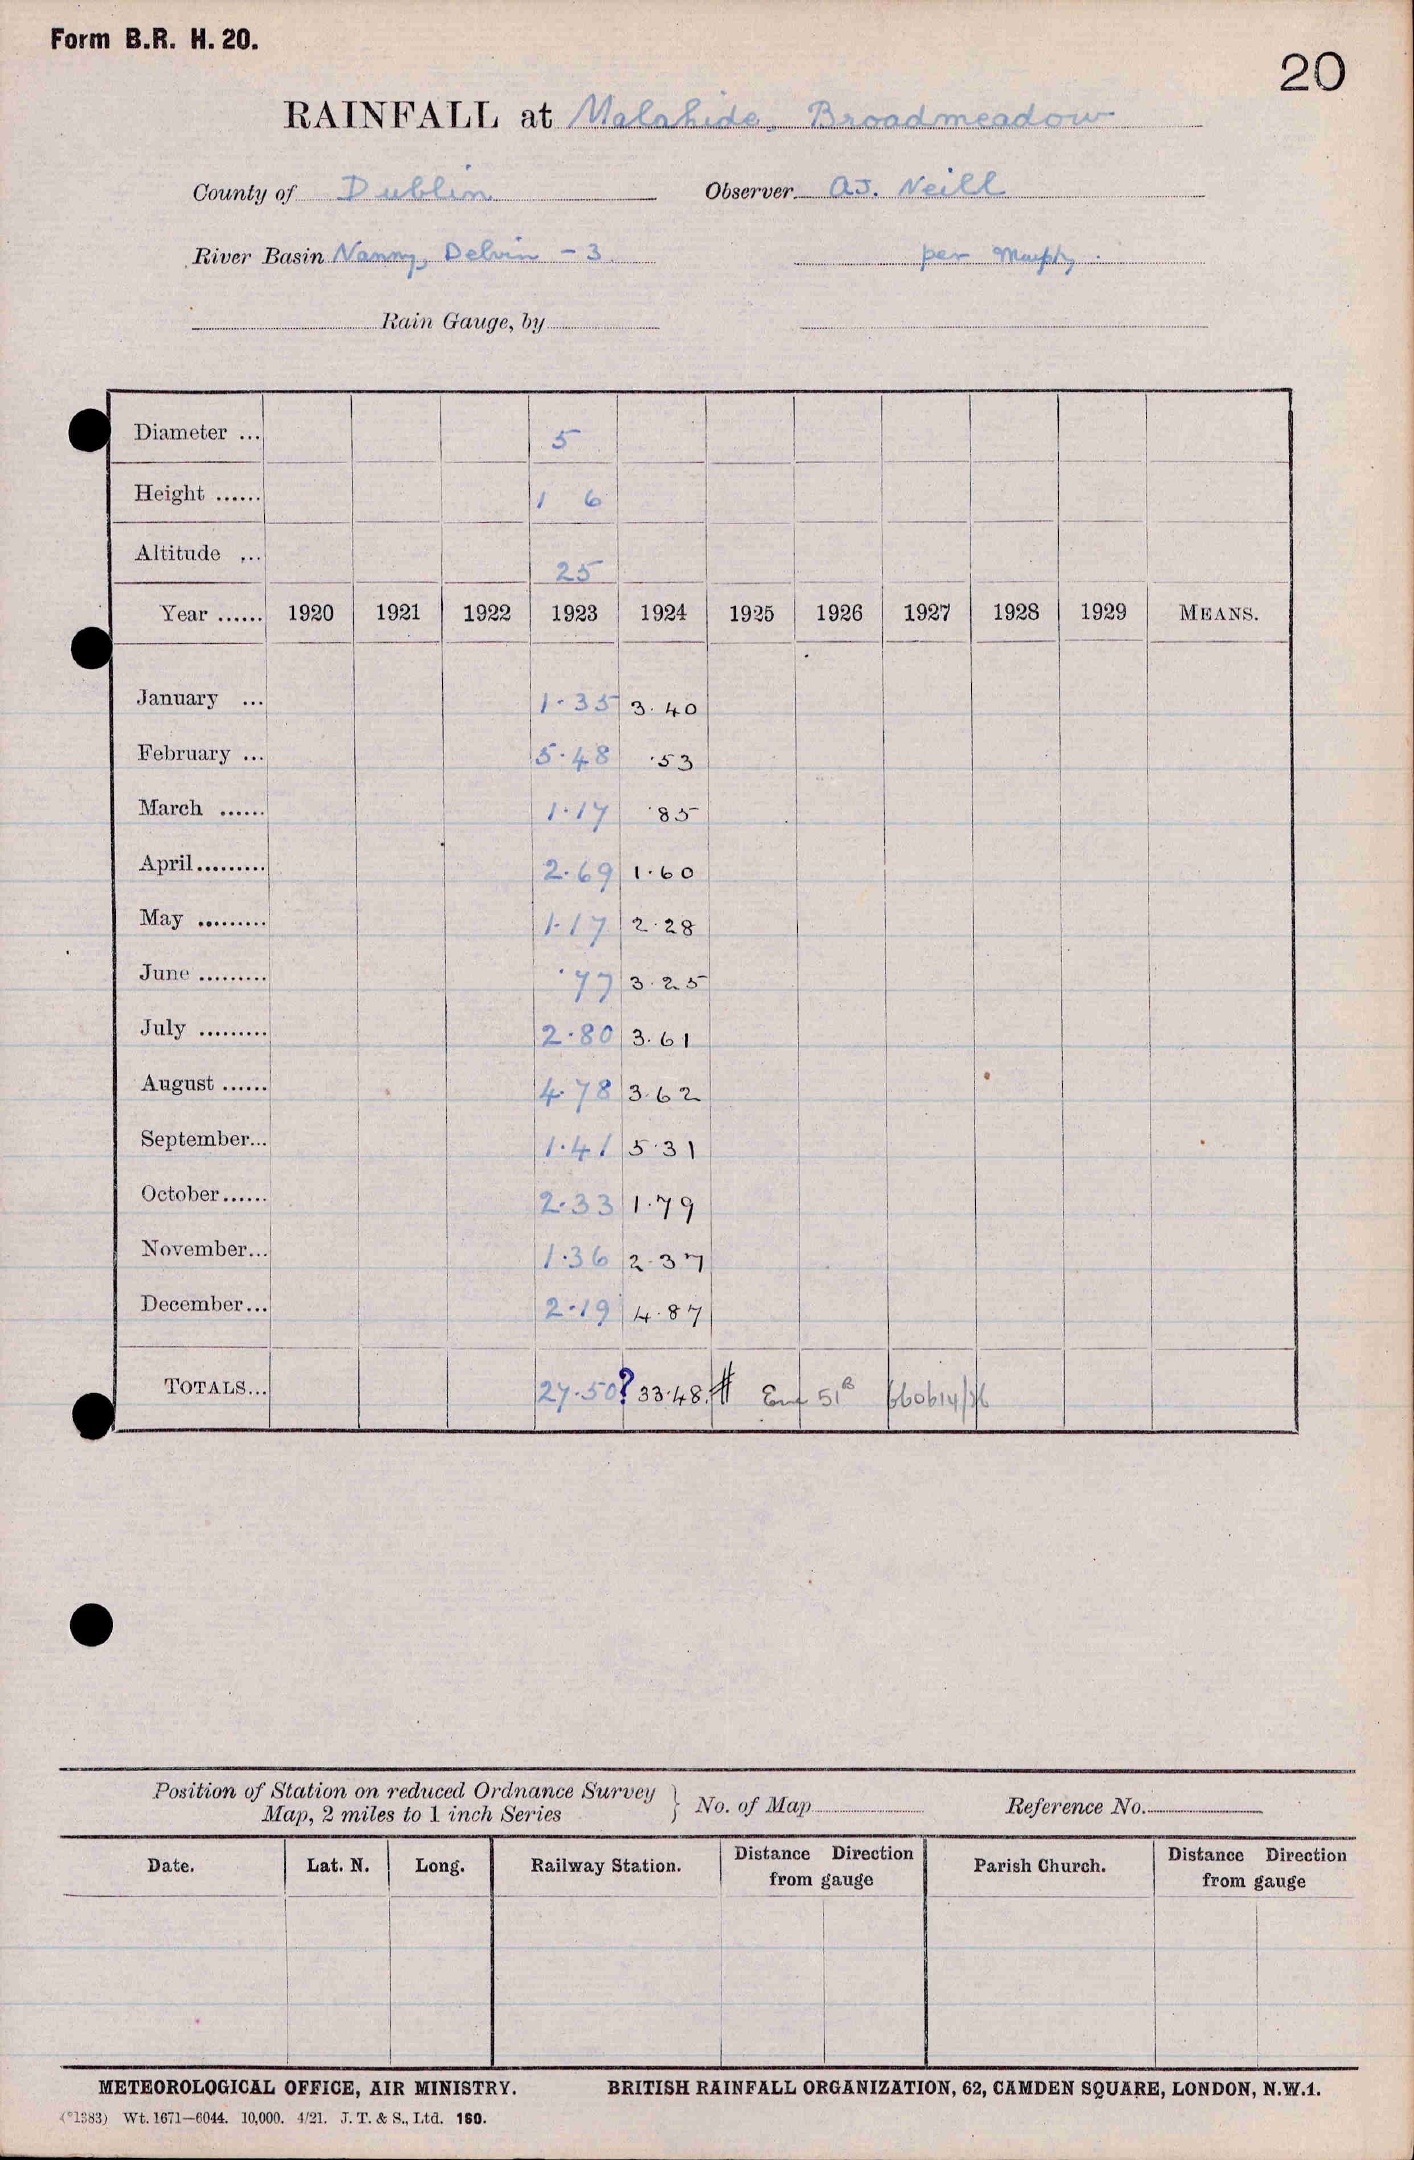 Form B.R. H. 20.
20
RAINFALL at Malahide, Broadmeadow
County of Dublin Observer A.J. Neill
River Basin Nanny, Delvin - 3 per Murphy.
Rain Gauge, by
Diameter ... 5
Height ...... 1 6
Altitude ... 25
Year ...... 1920 1921 1922 1923 1924 1925 1926 1927 1928 1929 MEANS.
January ... 1.35 3.40
February ... 5.48 .53
March ...... 1.17 .85
April......... 2.69 1.60
May ......... 1.17 2.28
June ......... .77 3.25
July ......... 2.80 3.61
August ...... 4.78 3.62
September... 1.41 5.31
October...... 2.33 1.79
November... 1.36 2.37
December... 2.19 4.87
TOTALS... 27.50? 33.48. # 51B
Position of Station on reduced Ordnance Survey
Map, 2 miles to 1 inch Series } No. of Map Reference No.
Date. Lat. N. Long. Railway Station. Distance Direction from gauge Parish Church. Distance Direction from gauge
METEOROLOGICAL OFFICE, AIR MINISTRY. BRITISH RAINFALL ORGANIZATION, 62, CAMDEN SQUARE, LONDON, N.W.1.
(*1383) Wt. 1671—6044. 10,000. 4/21. J. T. & S., Ltd. 160.